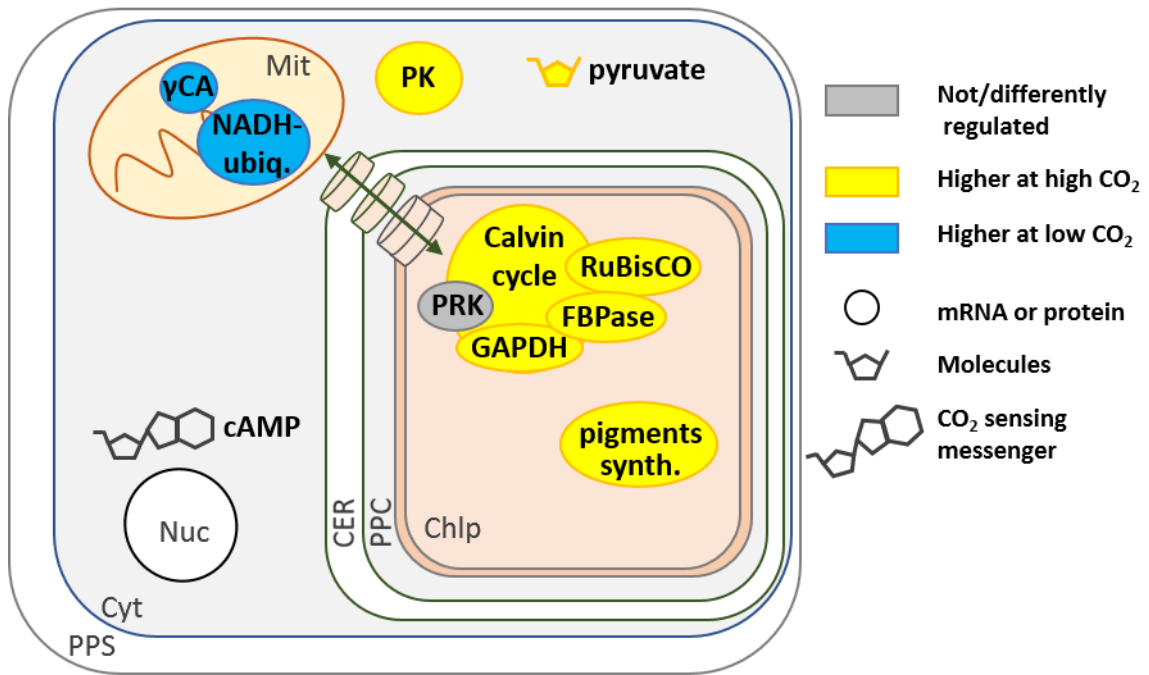 Mit
γCA
NADH-
ubiq.
PK
pyruvate
Calvin
cycle
RuBisCO
PRK
FBPase
GAPDH
pigments
synth.
cAMP
Nuc
CER
PPC
Chlp
Cyt
PPS
Not/differently
regulated
Higher at high CO₂
Higher at low CO₂
mRNA or protein
Molecules
CO₂ sensing
messenger